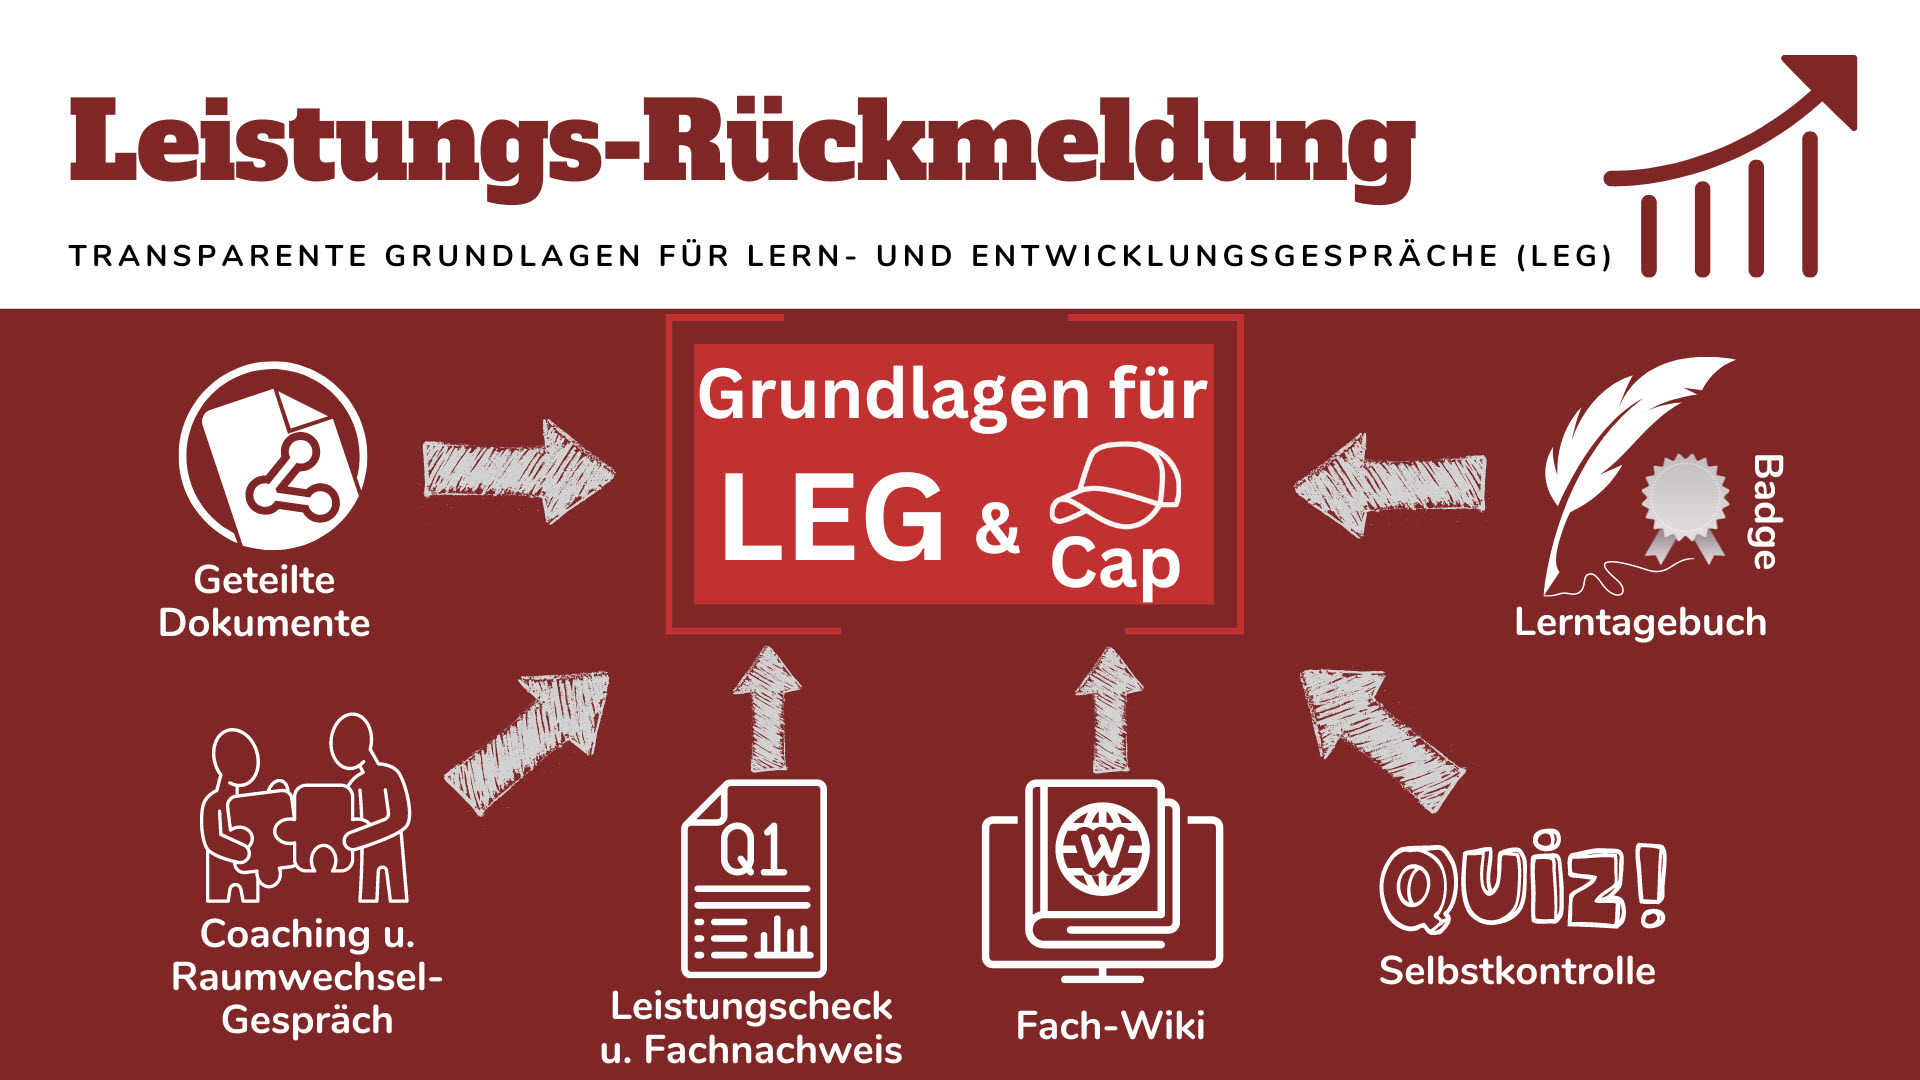 Leistungs-Rückmeldung
TRANSPARENTE GRUNDLAGEN FÜR LERN- UND ENTWICKLUNGSGESPRÄCHE (LEG)
Grundlagen für
LEG &
Cap
Geteilte
Dokumente
Badge
Lerntagebuch
Coaching u.
Raumwechsel-
Gespräch
Q1
Leistungscheck
u. Fachnachweis
W
Fach-Wiki
QUiZ!
Selbstkontrolle